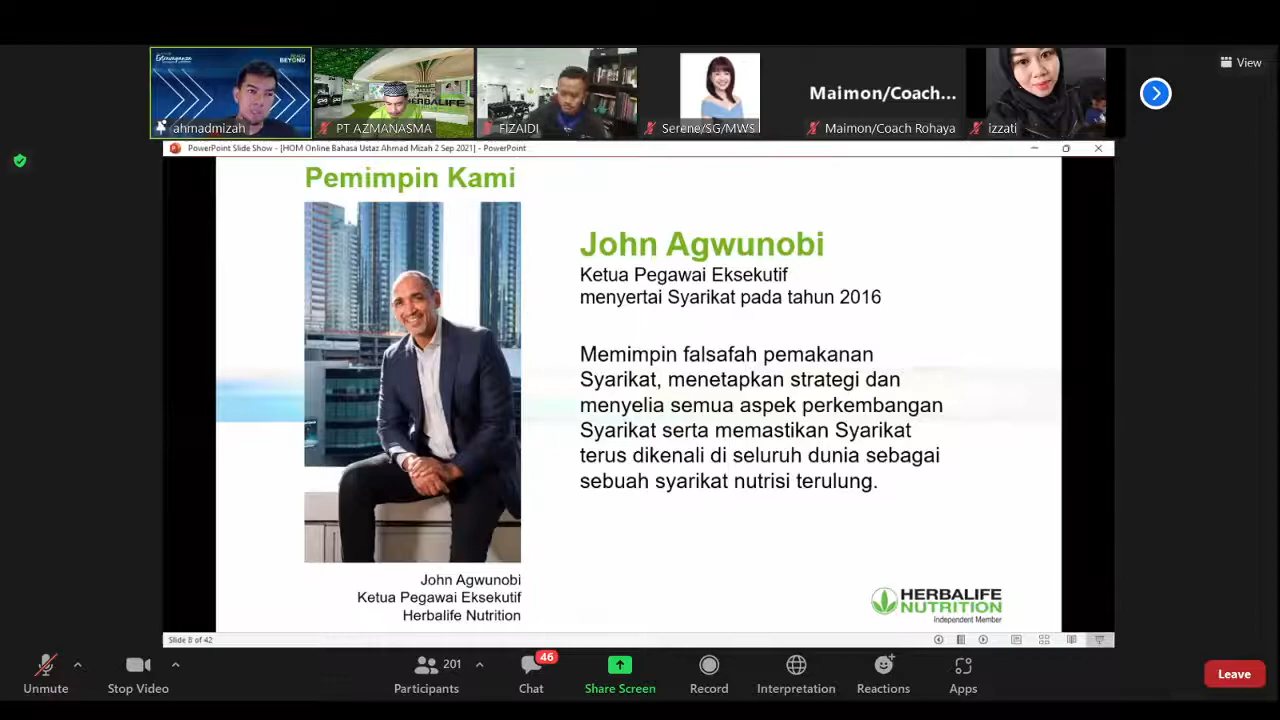 View
Extravaganza
BEYOND
HERBALIFE
Maimon/Coach...
ahmadmizah
PT AZMANASMA
FIZAIDI
Serene/SG/MWS
Maimon/Coach Rohaya
izzati
PowerPoint Slide Show - [HOM Online Bahasa Ustaz Ahmad Mizah 2 Sep 2021] - PowerPoint
Pemimpin Kami
John Agwunobi
Ketua Pegawai Eksekutif
menyertai Syarikat pada tahun 2016
Memimpin falsafah pemakanan
Syarikat, menetapkan strategi dan
menyelia semua aspek perkembangan
Syarikat serta memastikan Syarikat
terus dikenali di seluruh dunia sebagai
sebuah syarikat nutrisi terulung.
John Agwunobi
Ketua Pegawai Eksekutif
Herbalife Nutrition
HERBALIFE
NUTRITION
Independent Member
Slide 8 of 42
201
46
Unmute
Stop Video
Participants
Chat
Share Screen
Record
Interpretation
Reactions
Apps
Leave